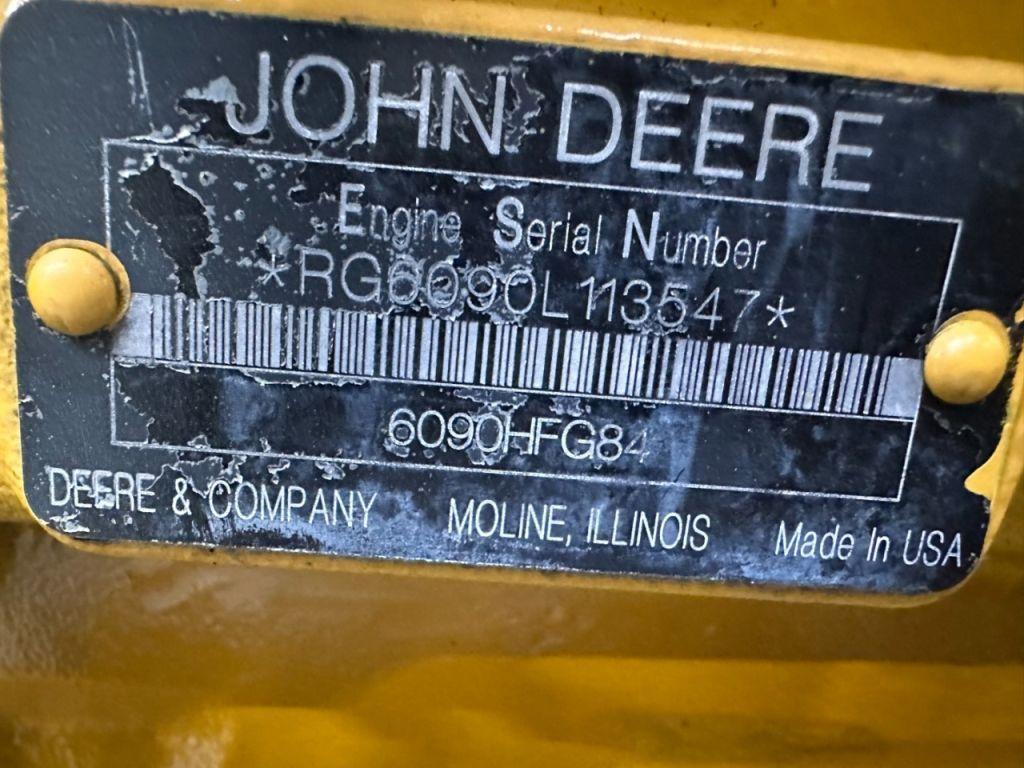 JOHN DEERE
Engine Serial Number
*RG6090L113547*
6090HFG84
DEERE & COMPANY MOLINE, ILLINOIS Made In USA